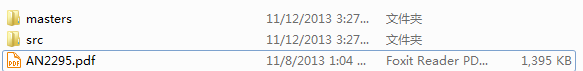 masters 11/12/2013 3:27... 文件夹
src 11/12/2013 3:27... 文件夹
AN2295.pdf 11/8/2013 1:04 ... Foxit Reader PD... 1,395 KB